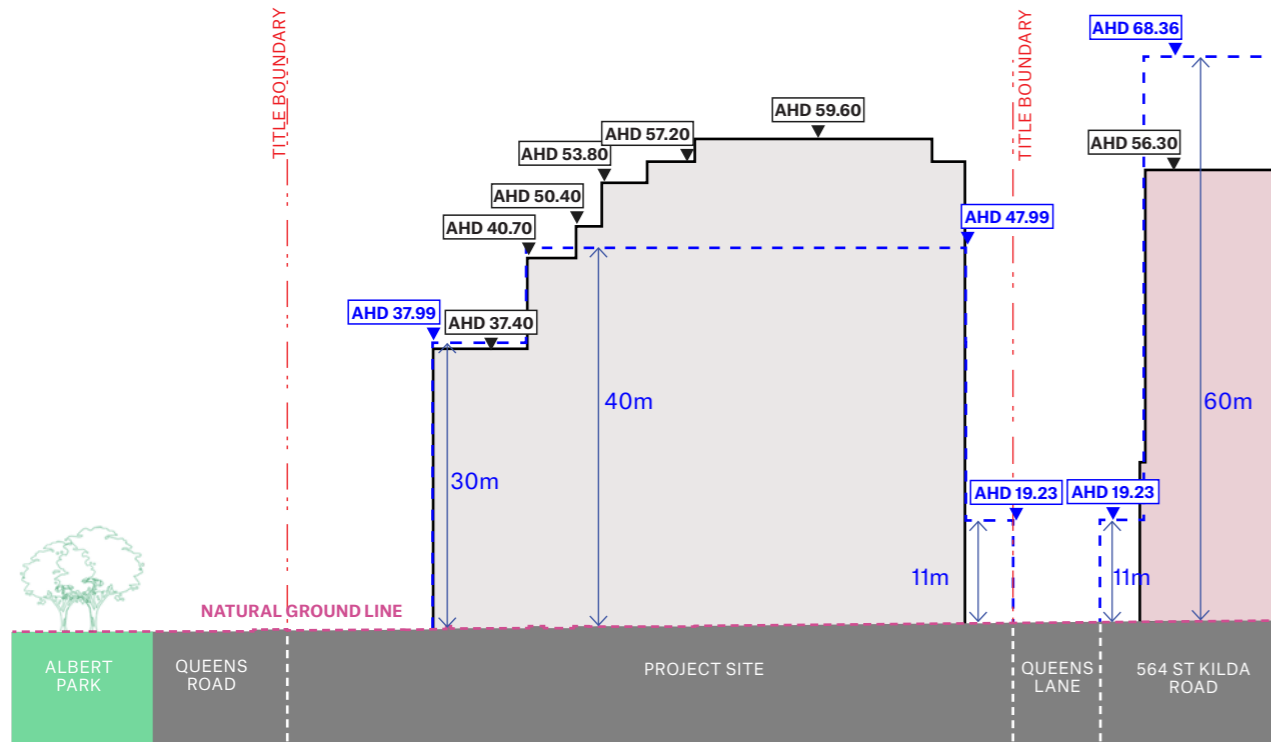 TITLE BOUNDARY
TITLE BOUNDARY
AHD 68.36
AHD 59.60
AHD 57.20
AHD 53.80
AHD 56.30
AHD 50.40
AHD 47.99
AHD 40.70
AHD 37.99
AHD 37.40
40m
60m
30m
AHD 19.23
AHD 19.23
11m
11m
NATURAL GROUND LINE
ALBERT
PARK
QUEENS
ROAD
PROJECT SITE
QUEENS
LANE
564 ST KILDA
ROAD